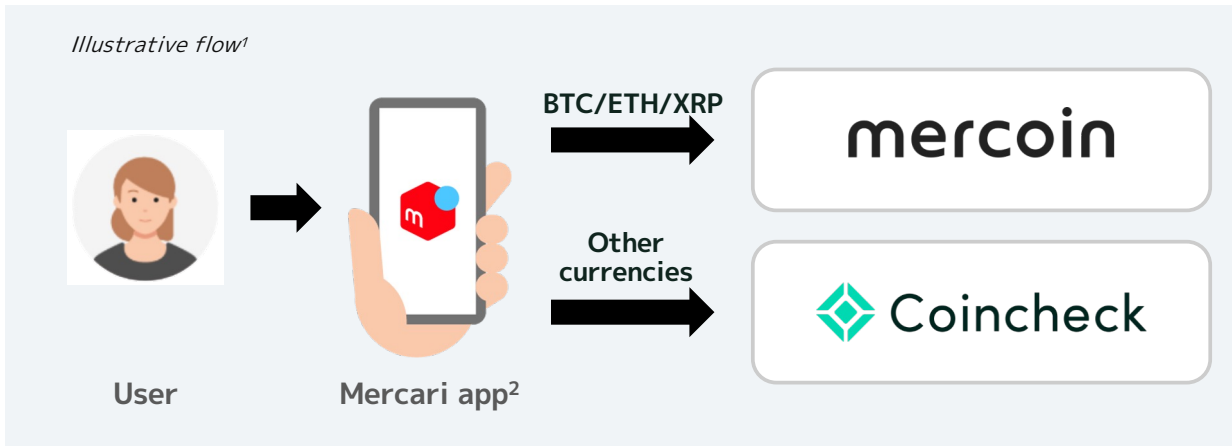 Illustrative flow¹
BTC/ETH/XRP
mercoin
m
Other
currencies
Coincheck
User
Mercari app²